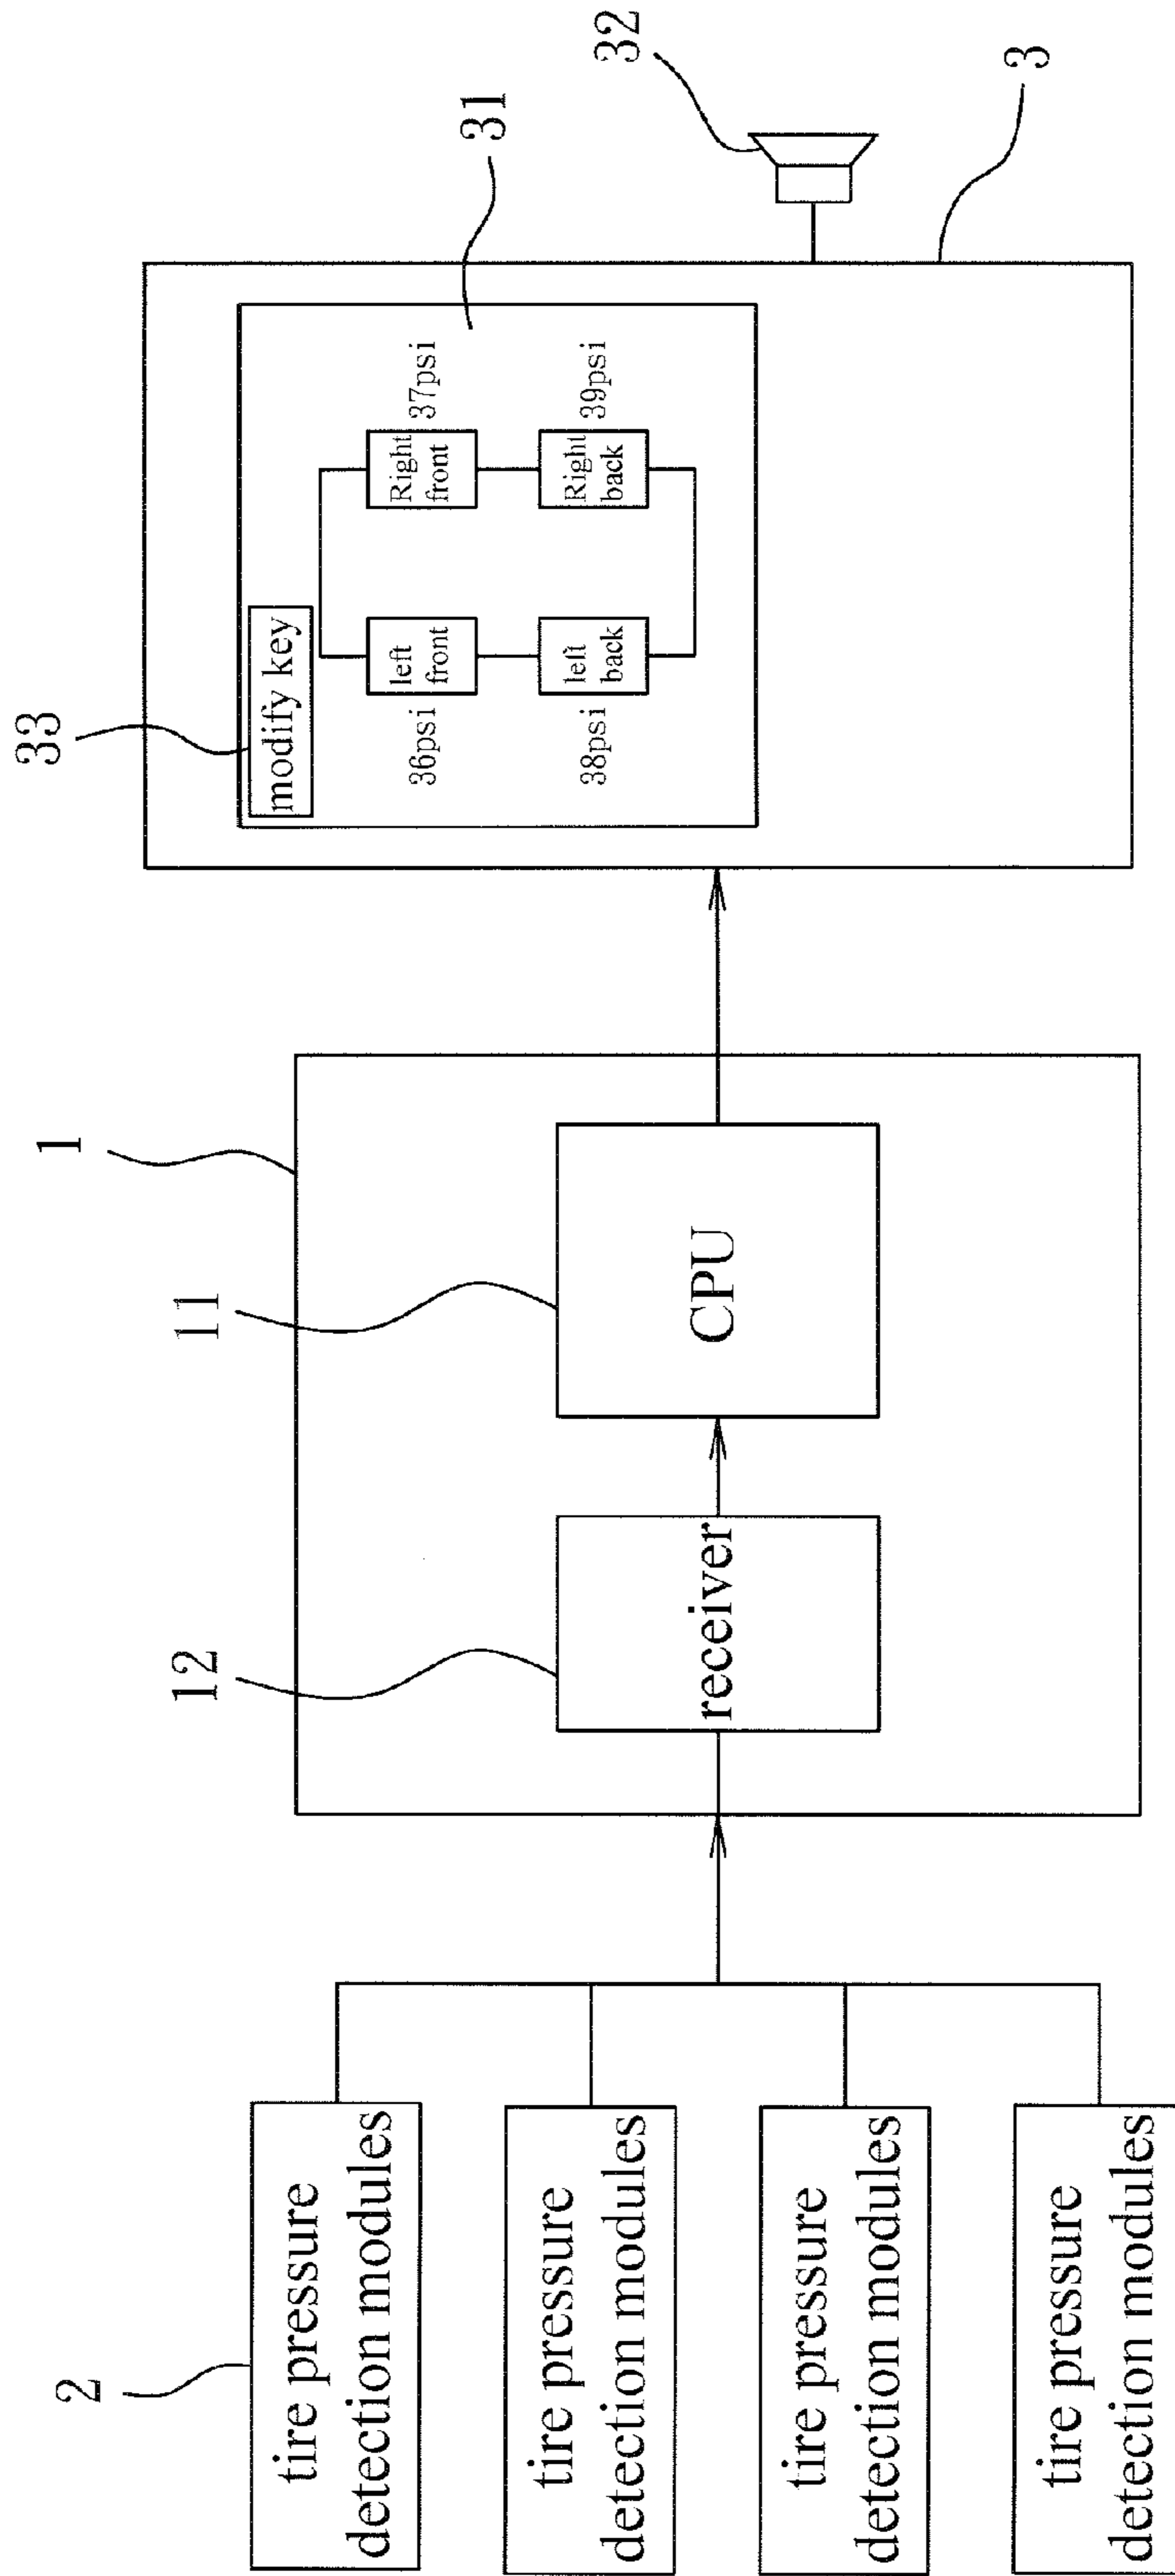 2
tire pressure
detection modules
tire pressure
detection modules
tire pressure
detection modules
tire pressure
detection modules
1
12
receiver
11
CPU
33
modify key
36psi
left
front
Right
front
37psi
38psi
left
back
Right
back
39psi
31
32
3